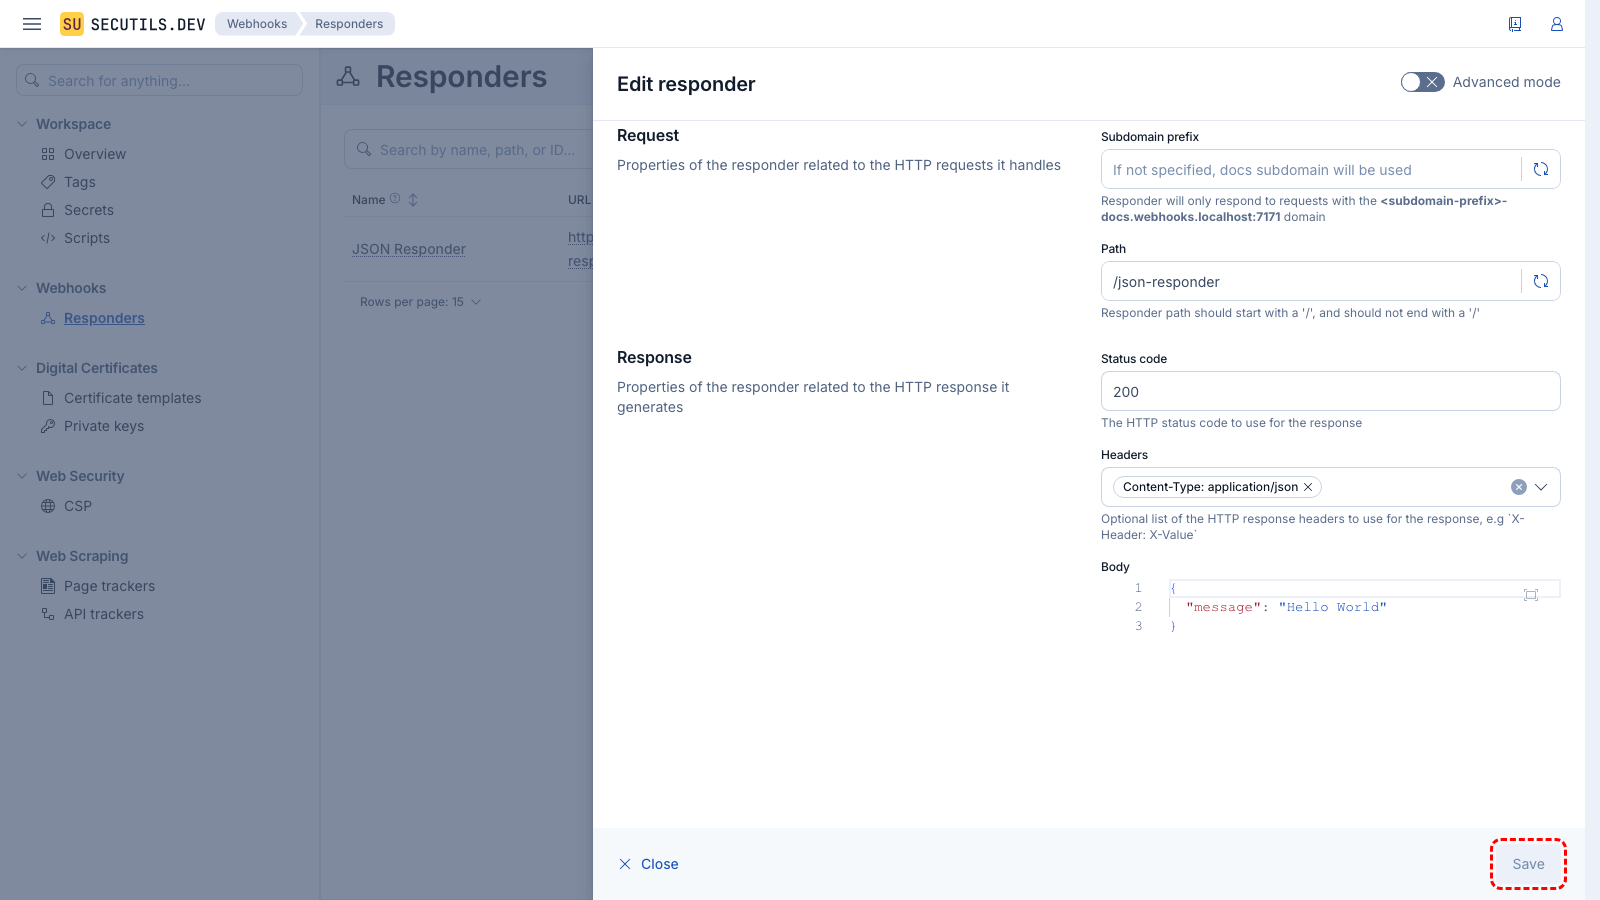 SU SECUTILS.DEV
Webhooks
Responders
Search for anything...
Workspace
Overview
Tags
Secrets
Scripts
Webhooks
Responders
Digital Certificates
Certificate templates
Private keys
Web Security
CSP
Web Scraping
Page trackers
API trackers
Responders
Search by name, path, or ID...
Name
URL
JSON Responder
http
resp
Rows per page: 15
Edit responder
Advanced mode
Request
Properties of the responder related to the HTTP requests it handles
Subdomain prefix
If not specified, docs subdomain will be used
Responder will only respond to requests with the <subdomain-prefix>-
docs.webhooks.localhost:7171 domain
Path
/json-responder
Responder path should start with a '/', and should not end with a '/'
Response
Properties of the responder related to the HTTP response it
generates
Status code
200
The HTTP status code to use for the response
Headers
Content-Type: application/json
Optional list of the HTTP response headers to use for the response, e.g `X-
Header: X-Value`
Body
1 {
2 "message": "Hello World"
3 }
Close
Save